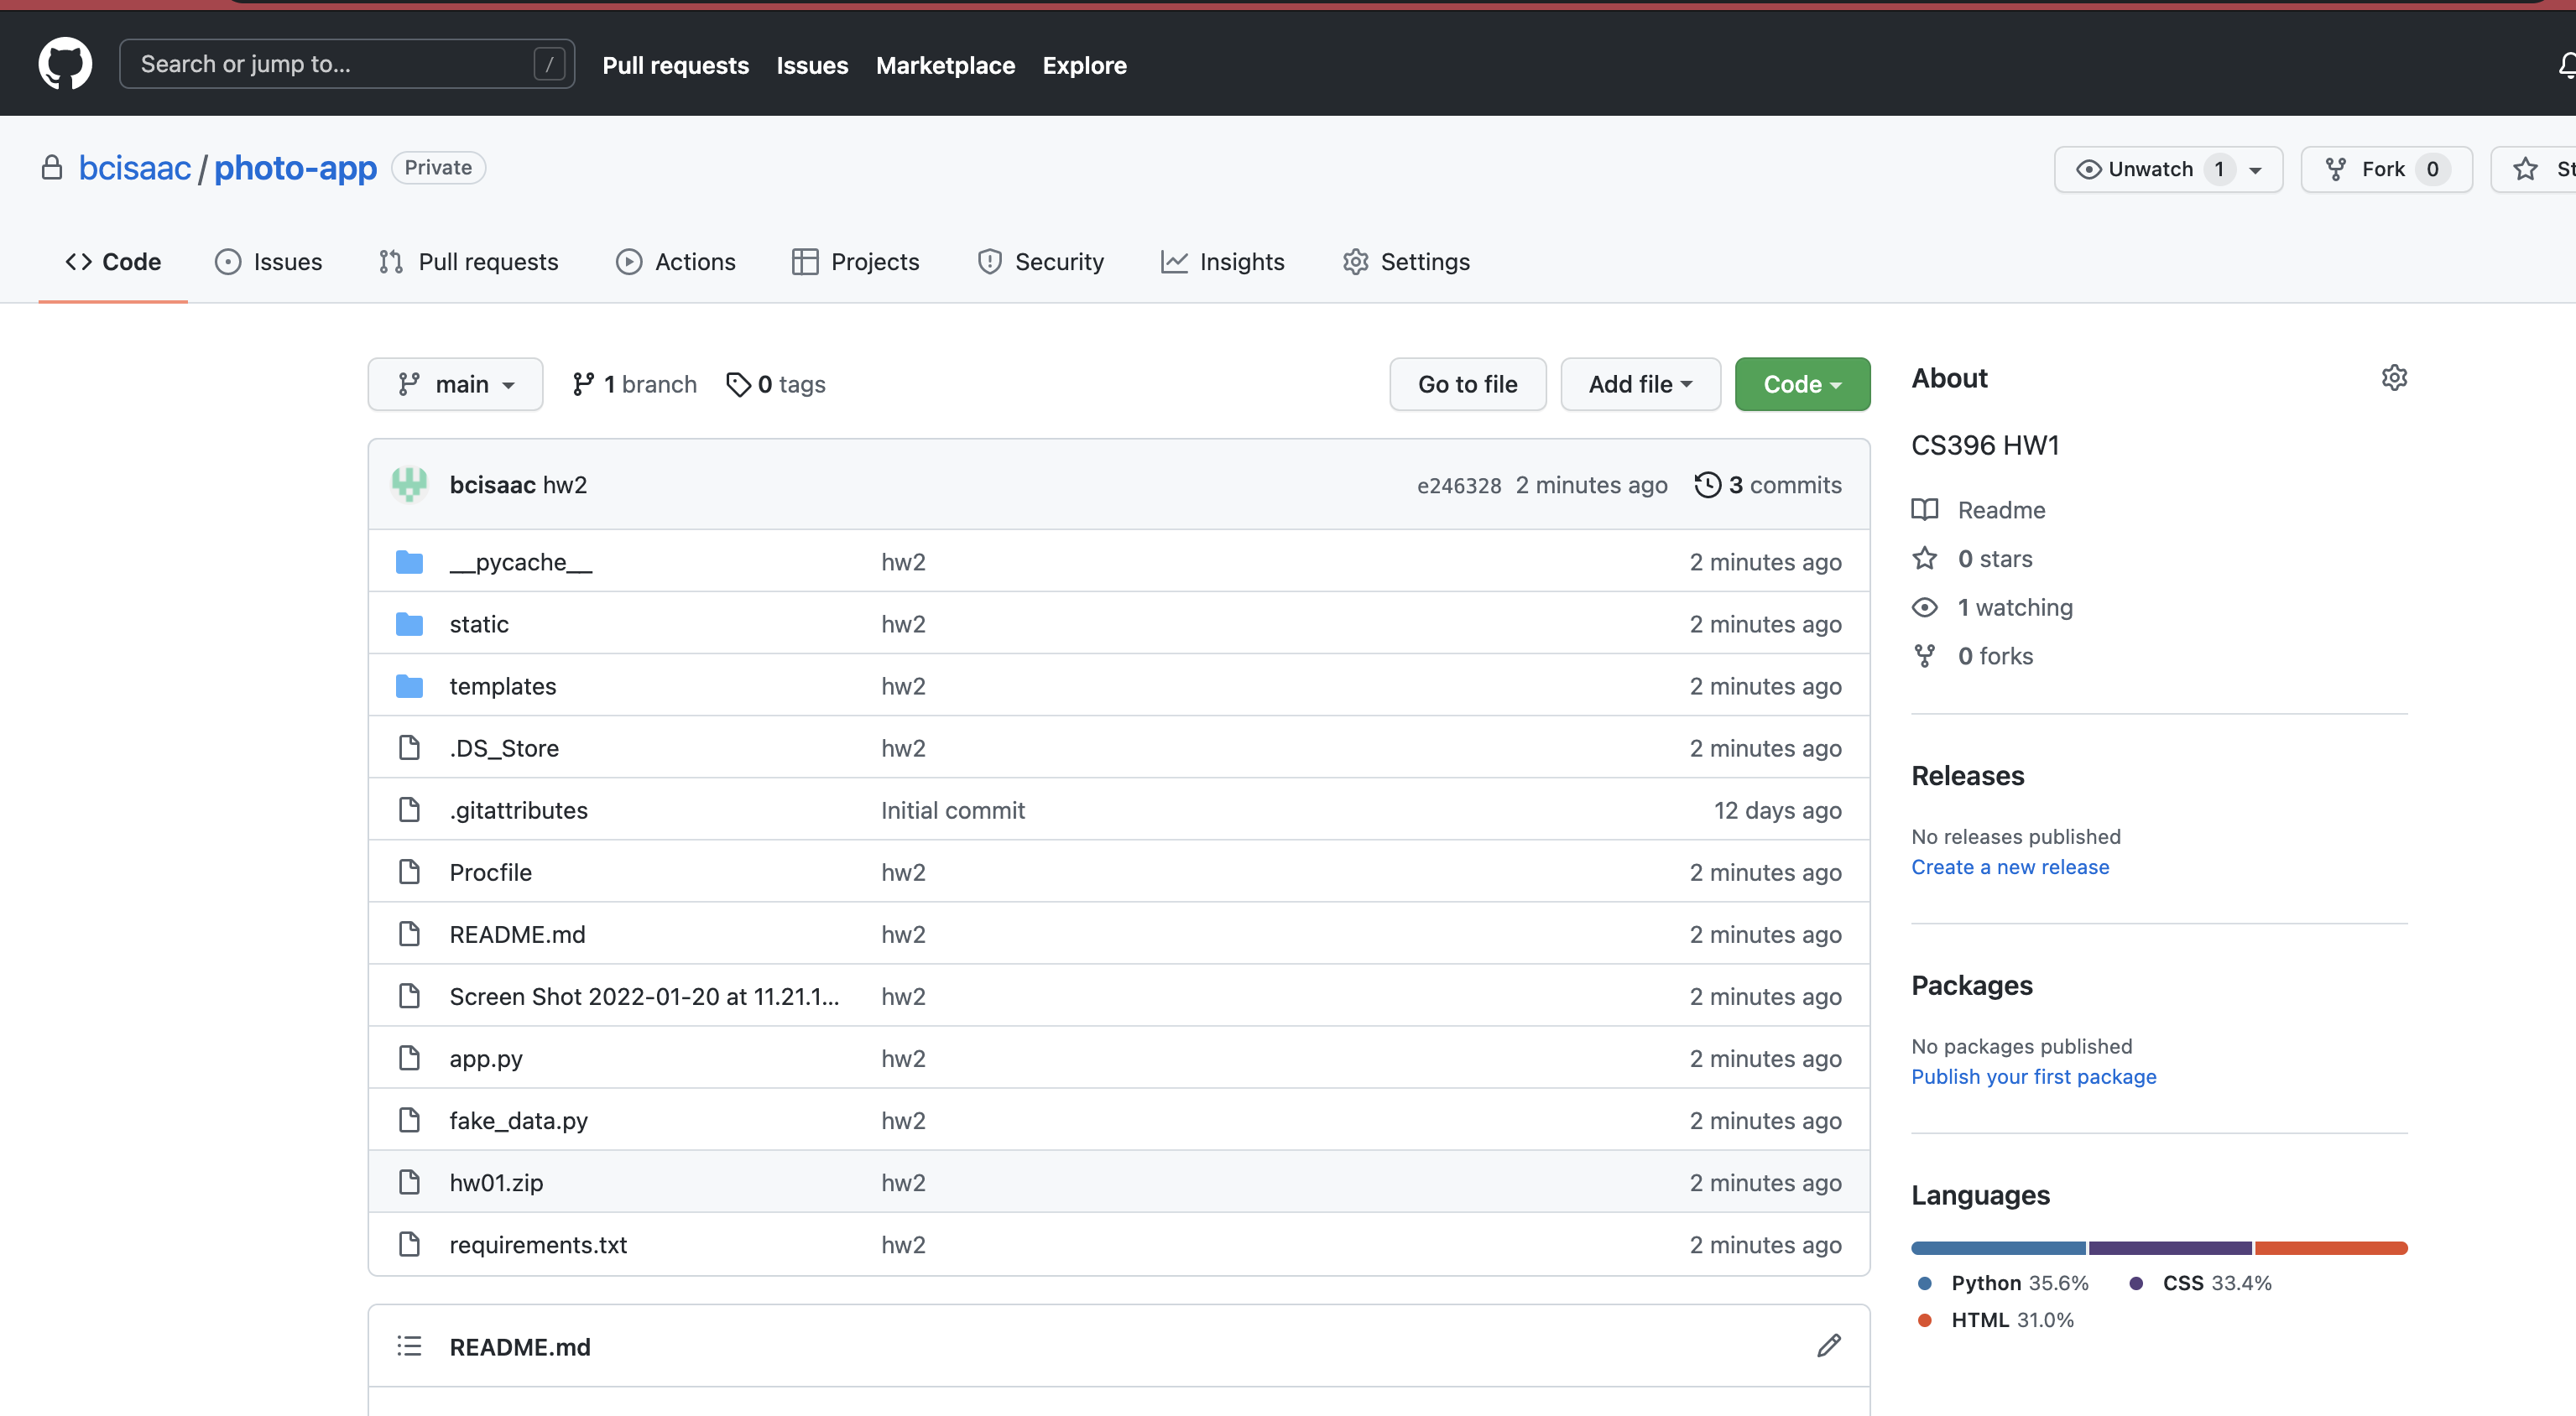 Search or jump to... /
Pull requests Issues Marketplace Explore
bcisaac / photo-app Private
Unwatch 1 Fork 0 St
Code Issues Pull requests Actions Projects Security Insights Settings
main 1 branch 0 tags
Go to file Add file Code
bcisaac hw2 e246328 2 minutes ago 3 commits
__pycache__ hw2 2 minutes ago
static hw2 2 minutes ago
templates hw2 2 minutes ago
.DS_Store hw2 2 minutes ago
.gitattributes Initial commit 12 days ago
Procfile hw2 2 minutes ago
README.md hw2 2 minutes ago
Screen Shot 2022-01-20 at 11.21.1... hw2 2 minutes ago
app.py hw2 2 minutes ago
fake_data.py hw2 2 minutes ago
hw01.zip hw2 2 minutes ago
requirements.txt hw2 2 minutes ago
README.md
About
CS396 HW1
Readme
0 stars
1 watching
0 forks
Releases
No releases published
Create a new release
Packages
No packages published
Publish your first package
Languages
Python 35.6% CSS 33.4%
HTML 31.0%